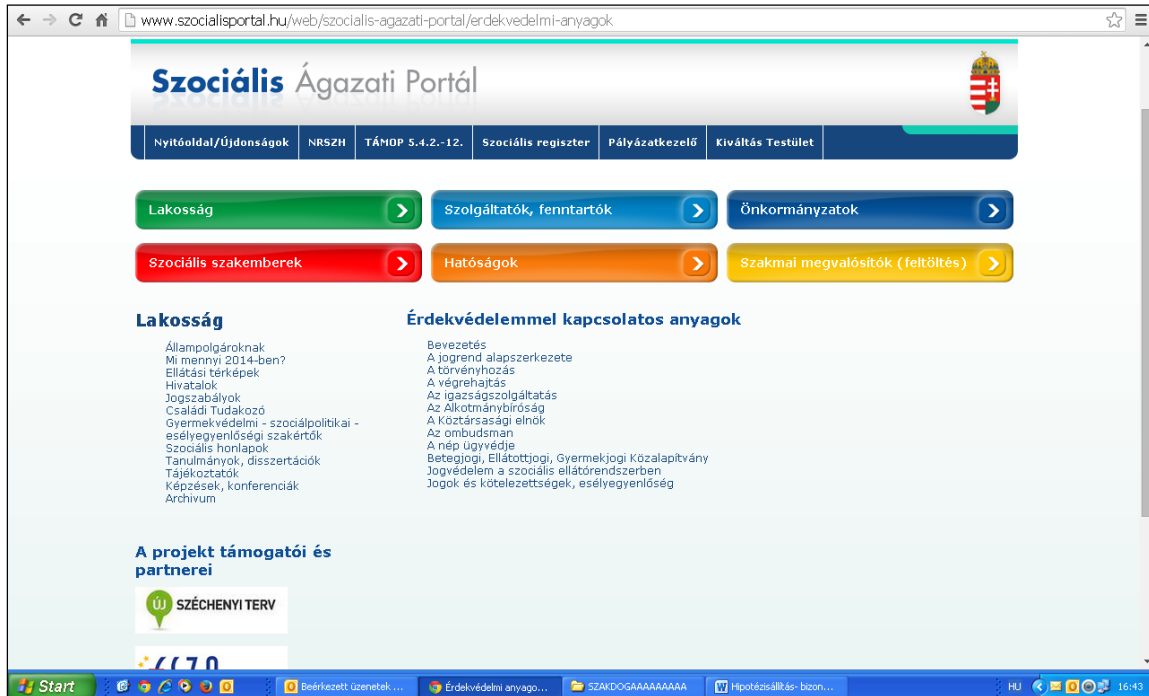 www.szocialisportal.hu/web/szocialis-agazati-portal/erdekvedelmi-anyagok
Szociális Ágazati Portál
Nyitóoldal/Újdonságok
NRSZH
TÁMOP 5.4.2.-12.
Szociális regiszter
Pályázatkezelő
Kiváltás Testület
Lakosság
Szolgáltatók, fenntartók
Önkormányzatok
Szociális szakemberek
Hatóságok
Szakmai megvalósítók (feltöltés)
Lakosság
Állampolgároknak
Mi mennyi 2014-ben?
Ellátási térképek
Hivatalok
Jogszabályok
Családi Tudakozó
Gyermekvédelmi - szociálpolitikai -
esélyegyenlőségi szakértők
Szociális honlapok
Tanulmányok, disszertációk
Tájékoztatók
Képzések, konferenciák
Archivum
Érdekvédelemmel kapcsolatos anyagok
Bevezetés
A jogrend alapszerkezete
A törvényhozás
A végrehajtás
Az igazságszolgáltatás
Az Alkotmánybíróság
A Köztársasági elnök
Az ombudsman
A nép ügyvédje
Betegjogi, Ellátottjogi, Gyermekjogi Közalapítvány
Jogvédelem a szociális ellátórendszerben
Jogok és kötelezettségek, esélyegyenlőség
A projekt támogatói és
partnerei
ÚJ SZÉCHENYI TERV
Start
Beérkezett üzenetek ...
Érdekvédelmi anyago...
SZAKDOGAAAAAAAAA
Hipotézisállítás- bizon...
HU
16:43